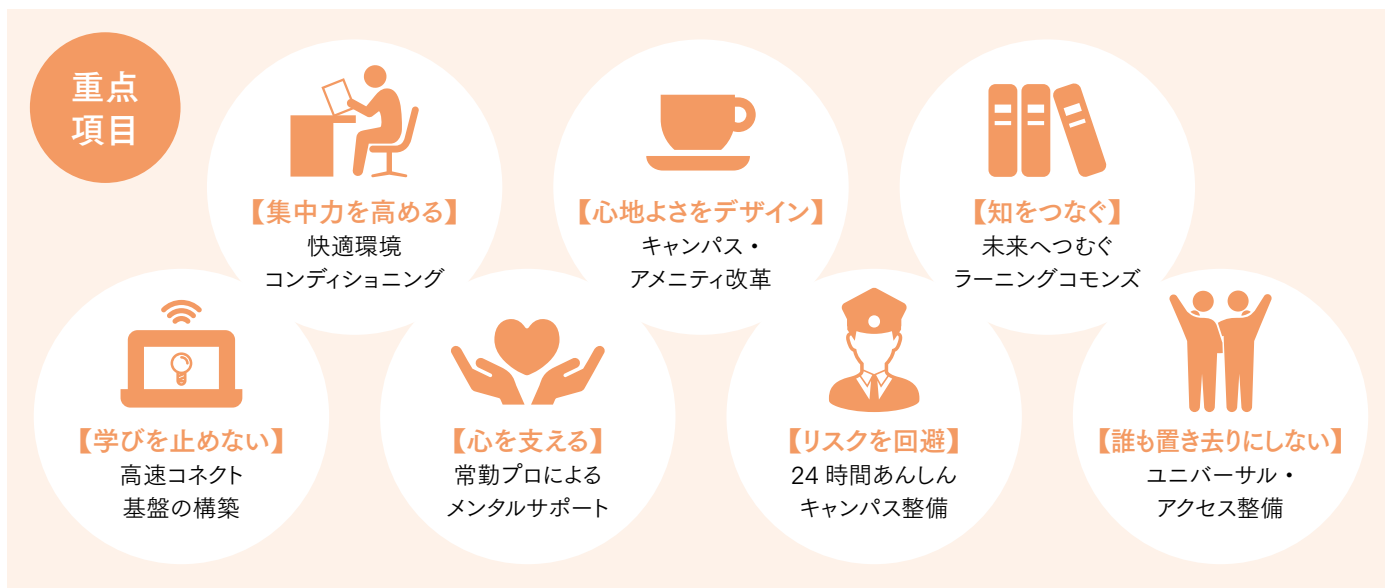 重点
項目
【集中力を高める】
快適環境
コンディショニング
【心地よさをデザイン】
キャンパス・
アメニティ改革
【知をつなぐ】
未来へつむぐ
ラーニングコモンズ
【学びを止めない】
高速コネクト
基盤の構築
【心を支える】
常勤プロによる
メンタルサポート
【リスクを回避】
24 時間あんしん
キャンパス整備
【誰も置き去りにしない】
ユニバーサル・
アクセス整備